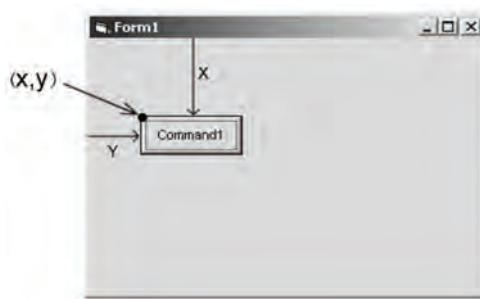 Form1
X
(x,y)
Command1
Y